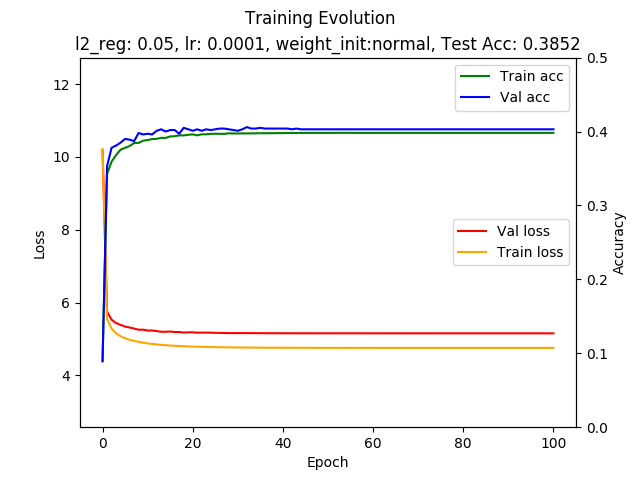 Training Evolution
l2_reg: 0.05, lr: 0.0001, weight_init:normal, Test Acc: 0.3852
Train acc
Val acc
Val loss
Train loss
12
10
8
6
4
Loss
0.5
0.4
0.3
0.2
0.1
0.0
Accuracy
0
20
40
60
80
100
Epoch